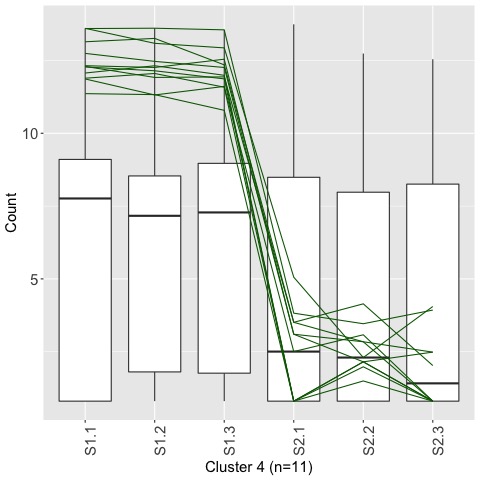 10
5
Count
S1.1
S1.2
S1.3
S2.1
S2.2
S2.3
Cluster 4 (n=11)